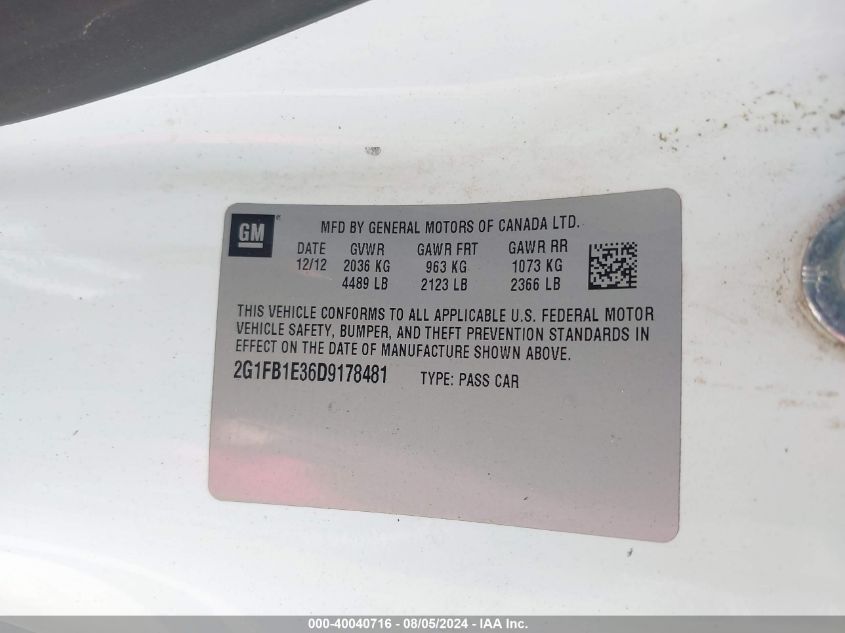 GM
MFD BY GENERAL MOTORS OF CANADA LTD.
DATE GVWR GAWR FRT GAWR RR
12/12 2036 KG 963 KG 1073 KG
4489 LB 2123 LB 2366 LB
THIS VEHICLE CONFORMS TO ALL APPLICABLE U.S. FEDERAL MOTOR
VEHICLE SAFETY, BUMPER, AND THEFT PREVENTION STANDARDS IN
EFFECT ON THE DATE OF MANUFACTURE SHOWN ABOVE.
2G1FB1E36D9178481 TYPE: PASS CAR
000-40040716 - 08/05/2024 - IAA Inc.